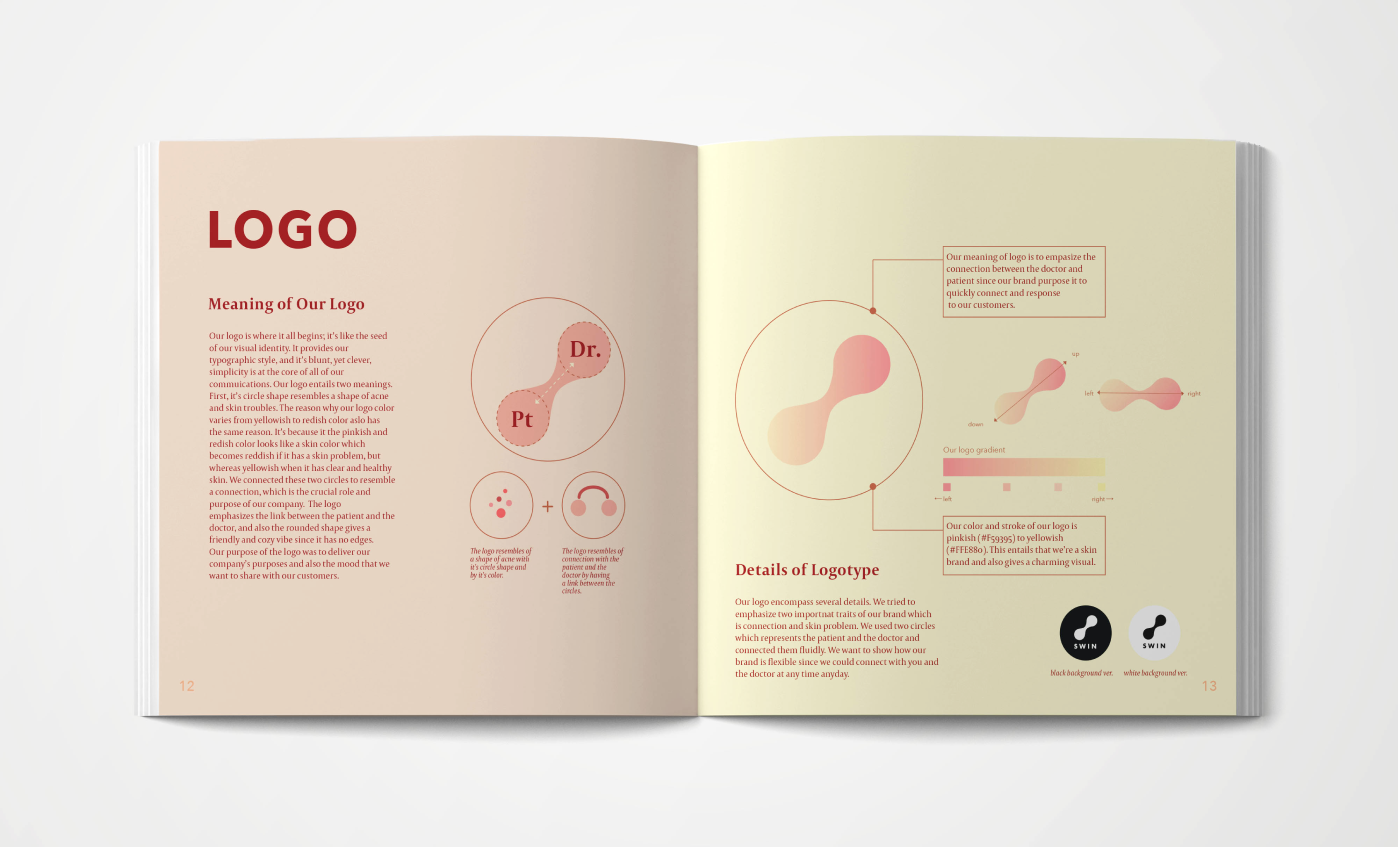 LOGO
Meaning of Our Logo
Our logo is where it all begins; it's like the seed
of our visual identity. It provides our
typographic style, and it's blunt, yet clever,
simplicity is at the core of all of our
commuications. Our logo entails two meanings.
First, it's circle shape resembles a shape of acne
and skin troubles. The reason why our logo color
varies from yellowish to redish color aslo has
the same reason. It's because it the pinkish and
redish color looks like a skin color which
becomes reddish if it has a skin problem, but
whereas yellowish when it has clear and healthy
skin. We connected these two circles to resemble
a connection, which is the crucial role and
purpose of our company. The logo
emphasizes the link between the patient and the
doctor, and also the rounded shape gives a
friendly and cozy vibe since it has no edges.
Our purpose of the logo was to deliver our
company's purposes and also the mood that we
want to share with our customers.
Dr.
Pt
+
The logo resembles of
a shape of acne with
it's circle shape and
by it's color.
The logo resembles of
connection with the
patient and the
doctor by having
a link between the
circles.
12
Our meaning of logo is to empasize the
connection between the doctor and
patient since our brand purpose it to
quickly connect and response
to our customers.
up
down
left
right
Our logo gradient
←left
right→
Our color and stroke of our logo is
pinkish (#F59395) to yellowish
(#FFE880). This entails that we're a skin
brand and also gives a charming visual.
Details of Logotype
Our logo encompass several details. We tried to
emphasize two importnat traits of our brand which
is connection and skin problem. We used two circles
which represents the patient and the doctor and
connected them fluidly. We want to show how our
brand is flexible since we could connect with you and
the doctor at any time anyday.
SWIN
SWIN
black background ver.
white background ver.
13